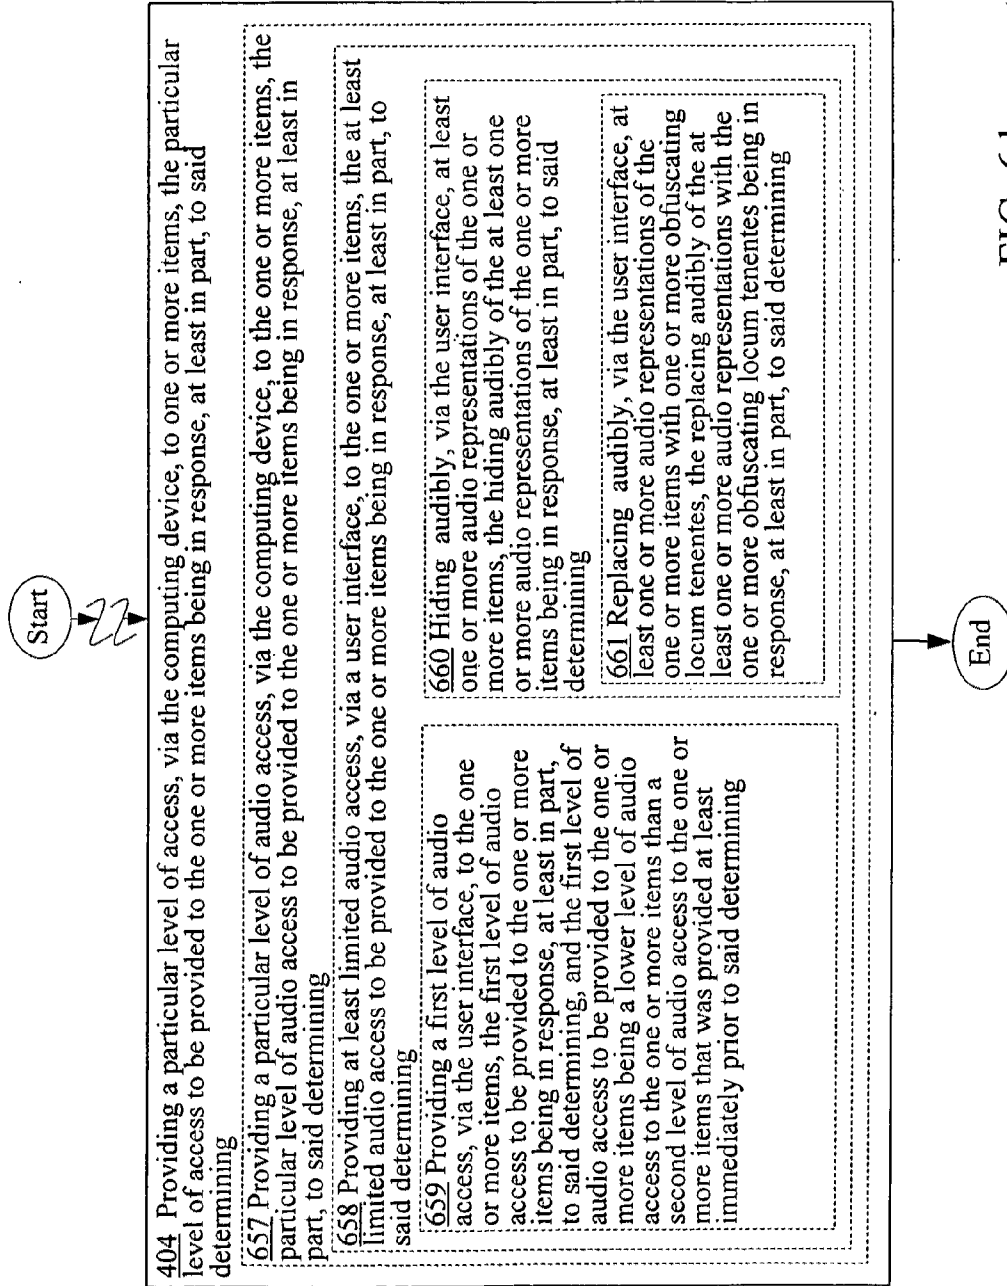 Start
404 Providing a particular level of access, via the computing device, to one or more items, the particular
level of access to be provided to the one or more items being in response, at least in part, to said
determining
657 Providing a particular level of audio access, via the computing device, to the one or more items, the
particular level of audio access to be provided to the one or more items being in response, at least in
part, to said determining
658 Providing at least limited audio access, via a user interface, to the one or more items, the at least
limited audio access to be provided to the one or more items being in response, at least in part, to
said determining
659 Providing a first level of audio
access, via the user interface, to the one
or more items, the first level of audio
access to be provided to the one or more
items being in response, at least in part,
to said determining, and the first level of
audio access to be provided to the one or
more items being a lower level of audio
access to the one or more items than a
second level of audio access to the one or
more items that was provided at least
immediately prior to said determining
660 Hiding audibly, via the user interface, at least
one or more audio representations of the one or
more items, the hiding audibly of the at least one
or more audio representations of the one or more
items being in response, at least in part, to said
determining
661 Replacing audibly, via the user interface, at
least one or more audio representations of the
one or more items with one or more obfuscating
locum tenentes, the replacing audibly of the at
least one or more audio representations with the
one or more obfuscating locum tenentes being in
response, at least in part, to said determining
End